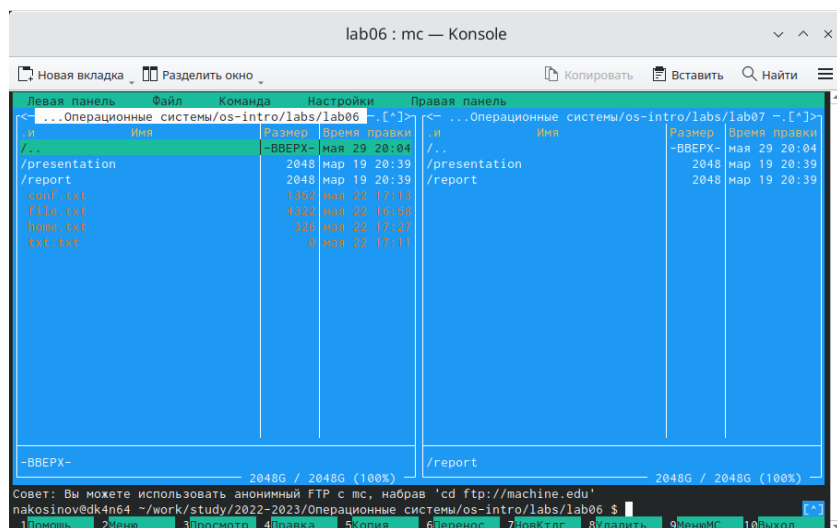 lab06 : mc — Konsole
Новая вкладка Разделить окно Копировать Вставить Найти
Левая панель Файл Команда Настройки Правая панель
<─ ...Операционные системы/os-intro/labs/lab06 ─.[^]> <─ ...Операционные системы/os-intro/labs/lab07 ─.[^]>
.и Имя Размер Время правки .и Имя Размер Время правки
/.. -ВВЕРХ- мая 29 20:04 /.. -ВВЕРХ- мая 29 20:04
/presentation 2048 мар 19 20:39 /presentation 2048 мар 19 20:39
/report 2048 мар 19 20:39 /report 2048 мар 19 20:39
conf.txt 1352 мая 22 17:13
file.txt 4322 мая 22 16:58
home.txt 326 мая 22 17:27
txt.txt 0 мая 22 17:11
-ВВЕРХ- /report
2048G / 2048G (100%) 2048G / 2048G (100%)
Совет: Вы можете использовать анонимный FTP с mc, набрав 'cd ftp://machine.edu'
nakosinov@dk4n64 ~/work/study/2022-2023/Операционные системы/os-intro/labs/lab06 $ [^]
1Помощь 2Меню 3Просмотр 4Правка 5Копия 6Перенос 7НовКтлг 8Удалить 9МенюMC 10Выход